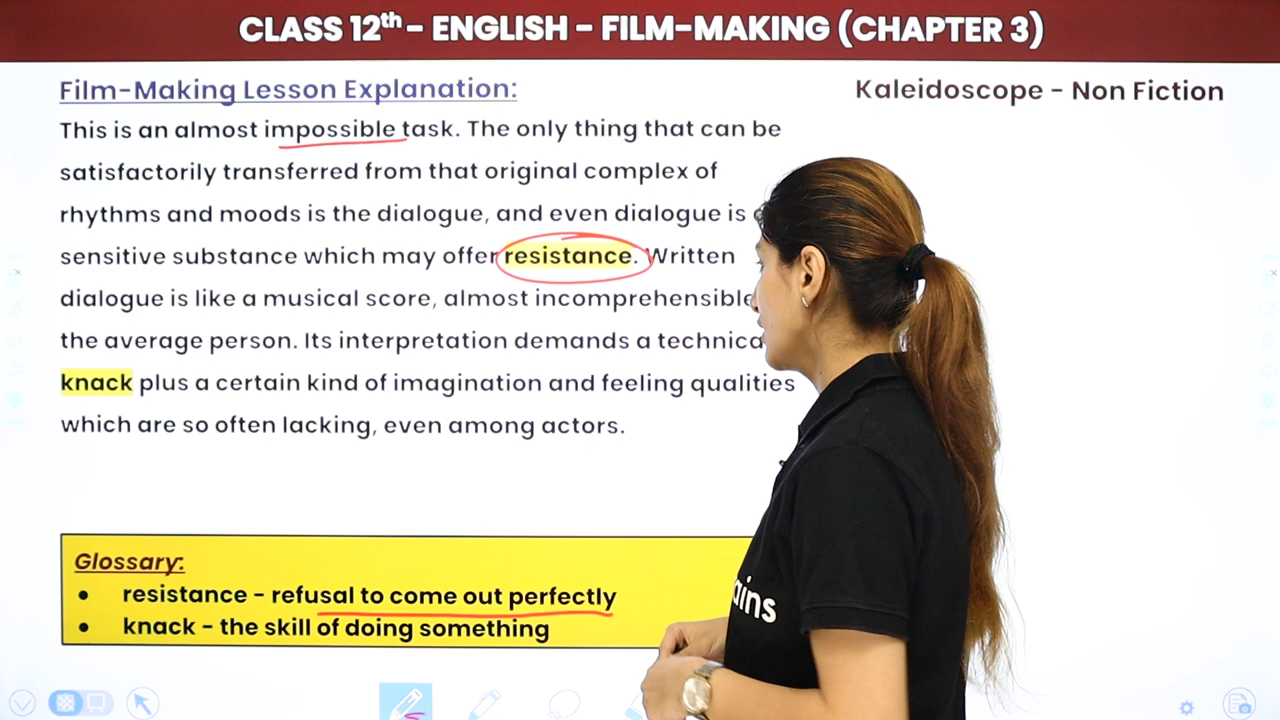 CLASS 12th - ENGLISH - FILM-MAKING (CHAPTER 3)
Film-Making Lesson Explanation:
Kaleidoscope - Non Fiction
This is an almost impossible task. The only thing that can be
satisfactorily transferred from that original complex of
rhythms and moods is the dialogue, and even dialogue is
sensitive substance which may offer resistance. Written
dialogue is like a musical score, almost incomprehensible
the average person. Its interpretation demands a
knack plus a certain kind of imagination and feeling qualities
which are so often lacking, even among actors.
Glossary:
• resistance - refusal to come out perfectly
• knack - the skill of doing something